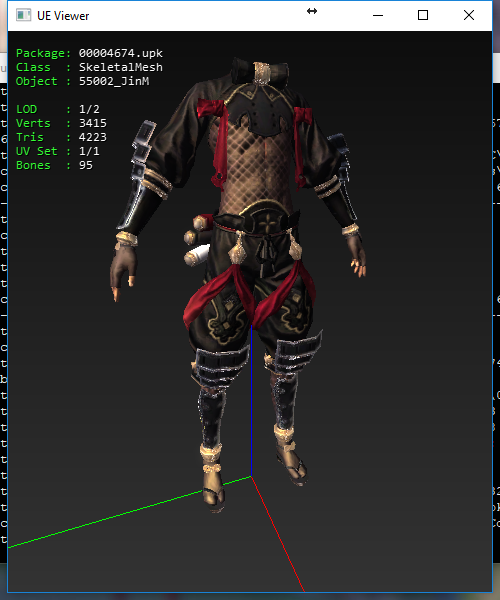 UE Viewer
Package: 00004674.upk
Class : SkeletalMesh
Object : 55002_JinM
LOD : 1/2
Verts : 3415
Tris : 4223
UV Set : 1/1
Bones : 95